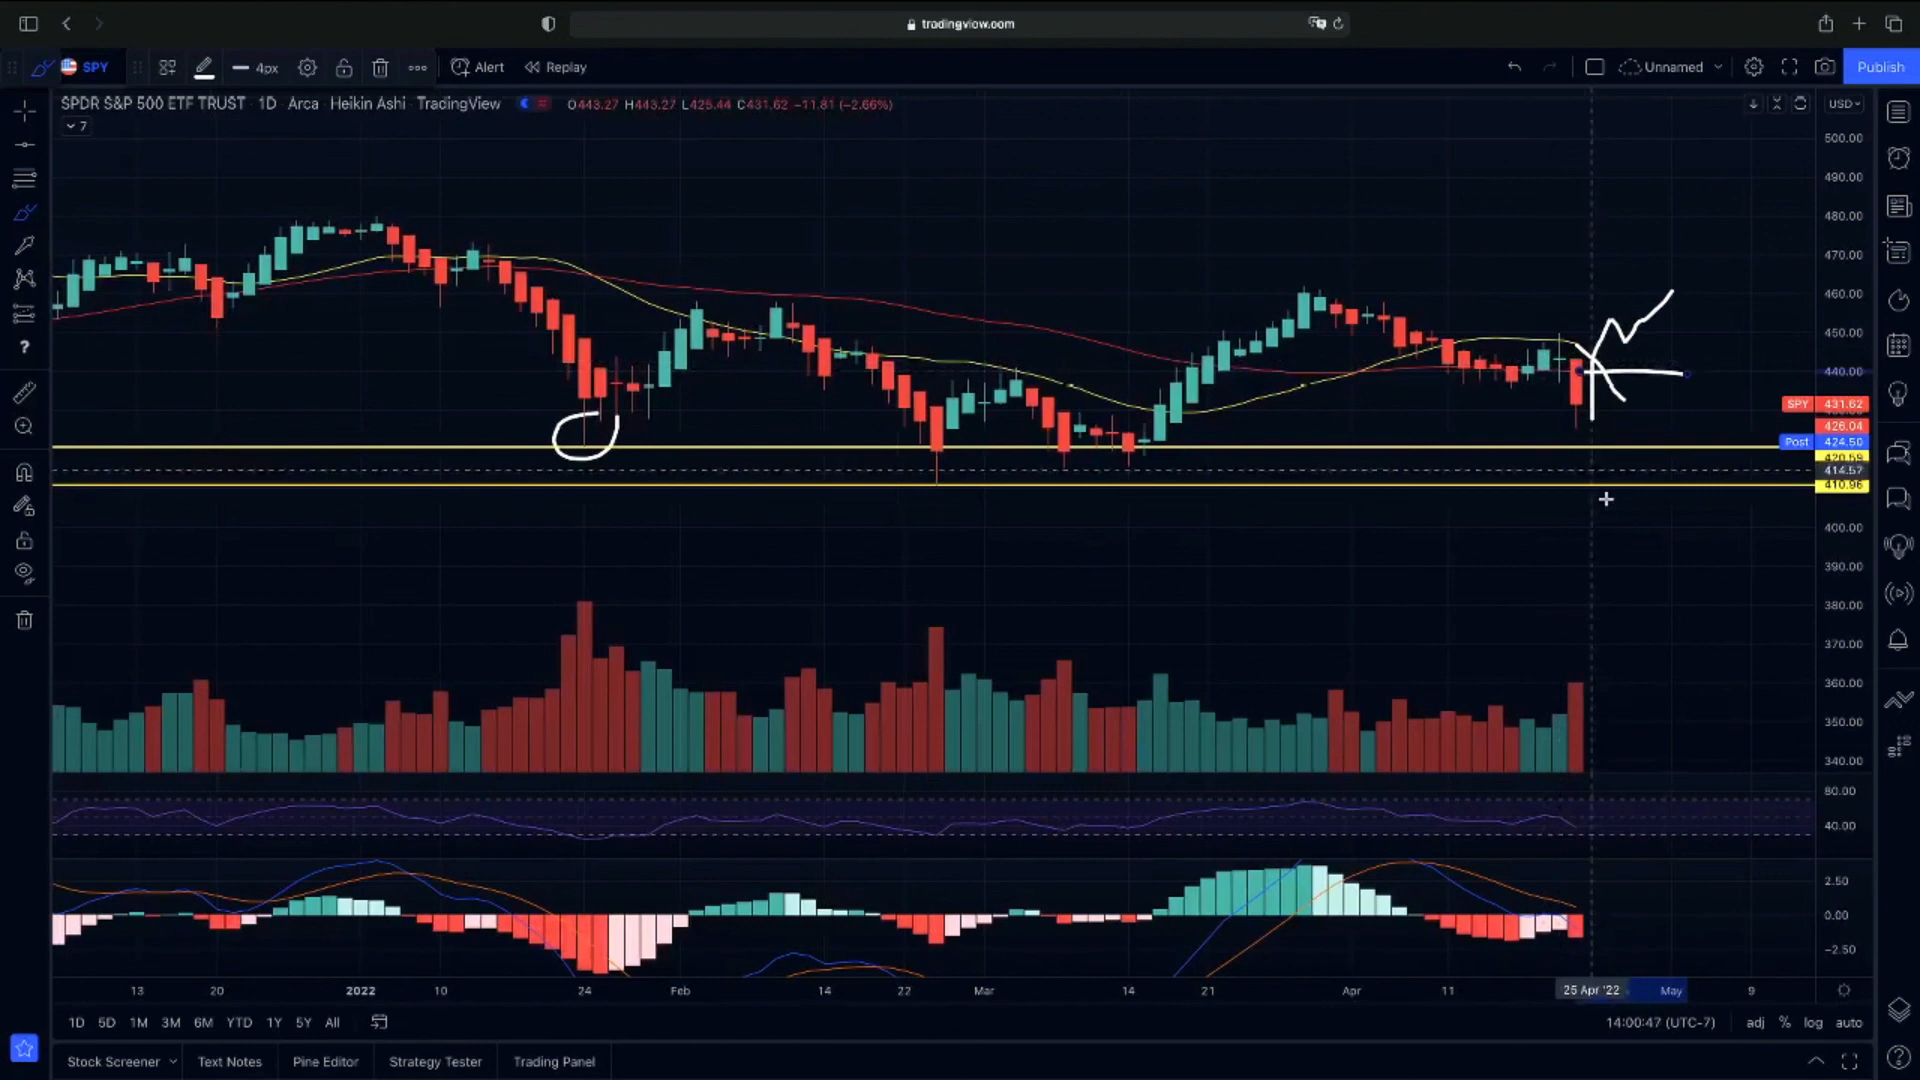 tradingview.com
SPY
4px
Alert
Replay
Unnamed
Publish
SPDR S&P 500 ETF TRUST · 1D · Arca · Heikin Ashi · TradingView
O443.27 H443.27 L425.44 C431.62 −11.81 (−2.66%)
USD
7
500.00
490.00
480.00
470.00
460.00
450.00
440.00
SPY 431.62
426.04
Post 424.50
420.59
414.57
410.96
400.00
390.00
380.00
370.00
360.00
350.00
340.00
80.00
40.00
2.50
0.00
−2.50
13 20 2022 10 24 Feb 14 22 Mar 14 21 Apr 11 25 Apr '22 May 9
1D 5D 1M 3M 6M YTD 1Y 5Y All
14:00:47 (UTC-7) adj % log auto
Stock Screener Text Notes Pine Editor Strategy Tester Trading Panel